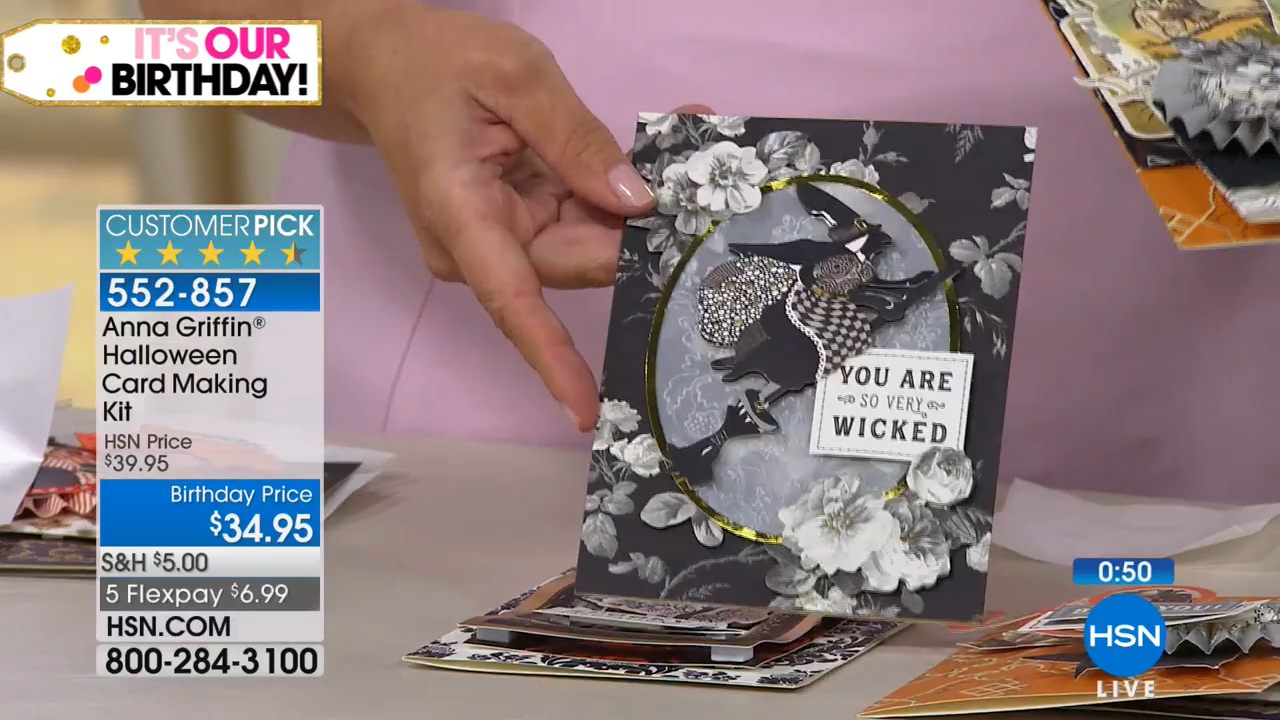 IT'S OUR
BIRTHDAY!
CUSTOMER PICK
552-857
Anna Griffin®
Halloween
Card Making
Kit
HSN Price
$39.95
Birthday Price
$34.95
S&H $5.00
5 Flexpay $6.99
HSN.COM
800-284-3100
YOU ARE
SO VERY
WICKED
0:50
HSN
LIVE